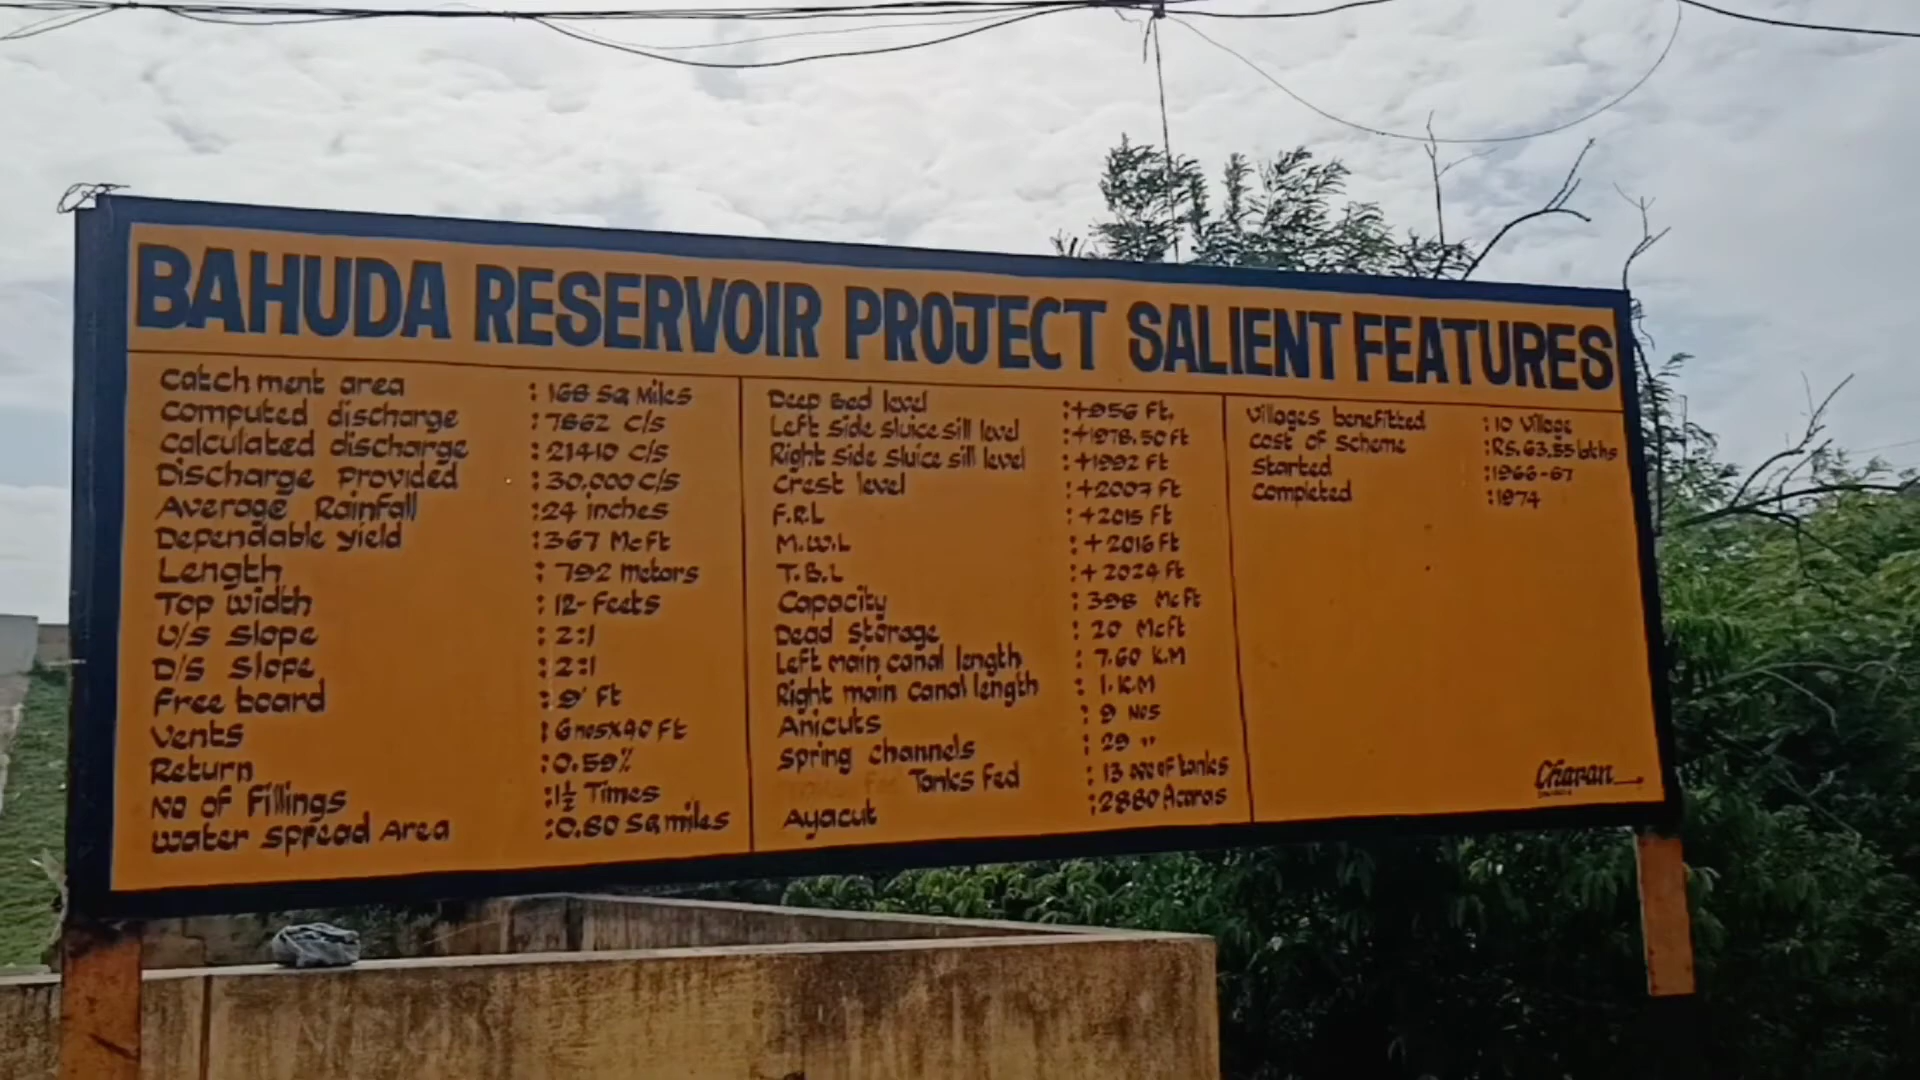 BAHUDA RESERVOIR PROJECT SALIENT FEATURES
Catchment area : 168 Sq Miles
Computed discharge : 7662 C/S
Calculated discharge : 21410 C/S
Discharge Provided : 30,000 C/S
Average Rainfall : 24 inches
Dependable yield : 367 McFt
Length : 792 Meters
Top width : 12- Feets
U/S Slope : 2:1
D/S Slope : 2:1
Free board : 9' Ft
Vents : 6nosx40 Ft
Return : 0.59%
No of Fillings : 1½ Times
Water spread Area : 0.60 Sq miles
Deep Bed level : +956 Ft.
Left side sluice sill level : +1978.50 Ft
Right side sluice sill level : +1992 Ft
Crest level : +2007 Ft
F.R.L : +2015 Ft
M.W.L : +2016 Ft
T.B.L : +2024 Ft
Capacity : 398 McFt
Dead Storage : 20 McFt
Left main canal length : 7.60 K.M
Right main canal length : 1.K.M
Anicuts : 9 Nos
Spring channels : 29 "
Tanks Fed : 13 of tanks
Ayacut : 2880 Acaras
Villages benefitted : 10 Village
Cost of Scheme : Rs.63.55 lakhs
Started : 1966-67
Completed : 1974
Chavan